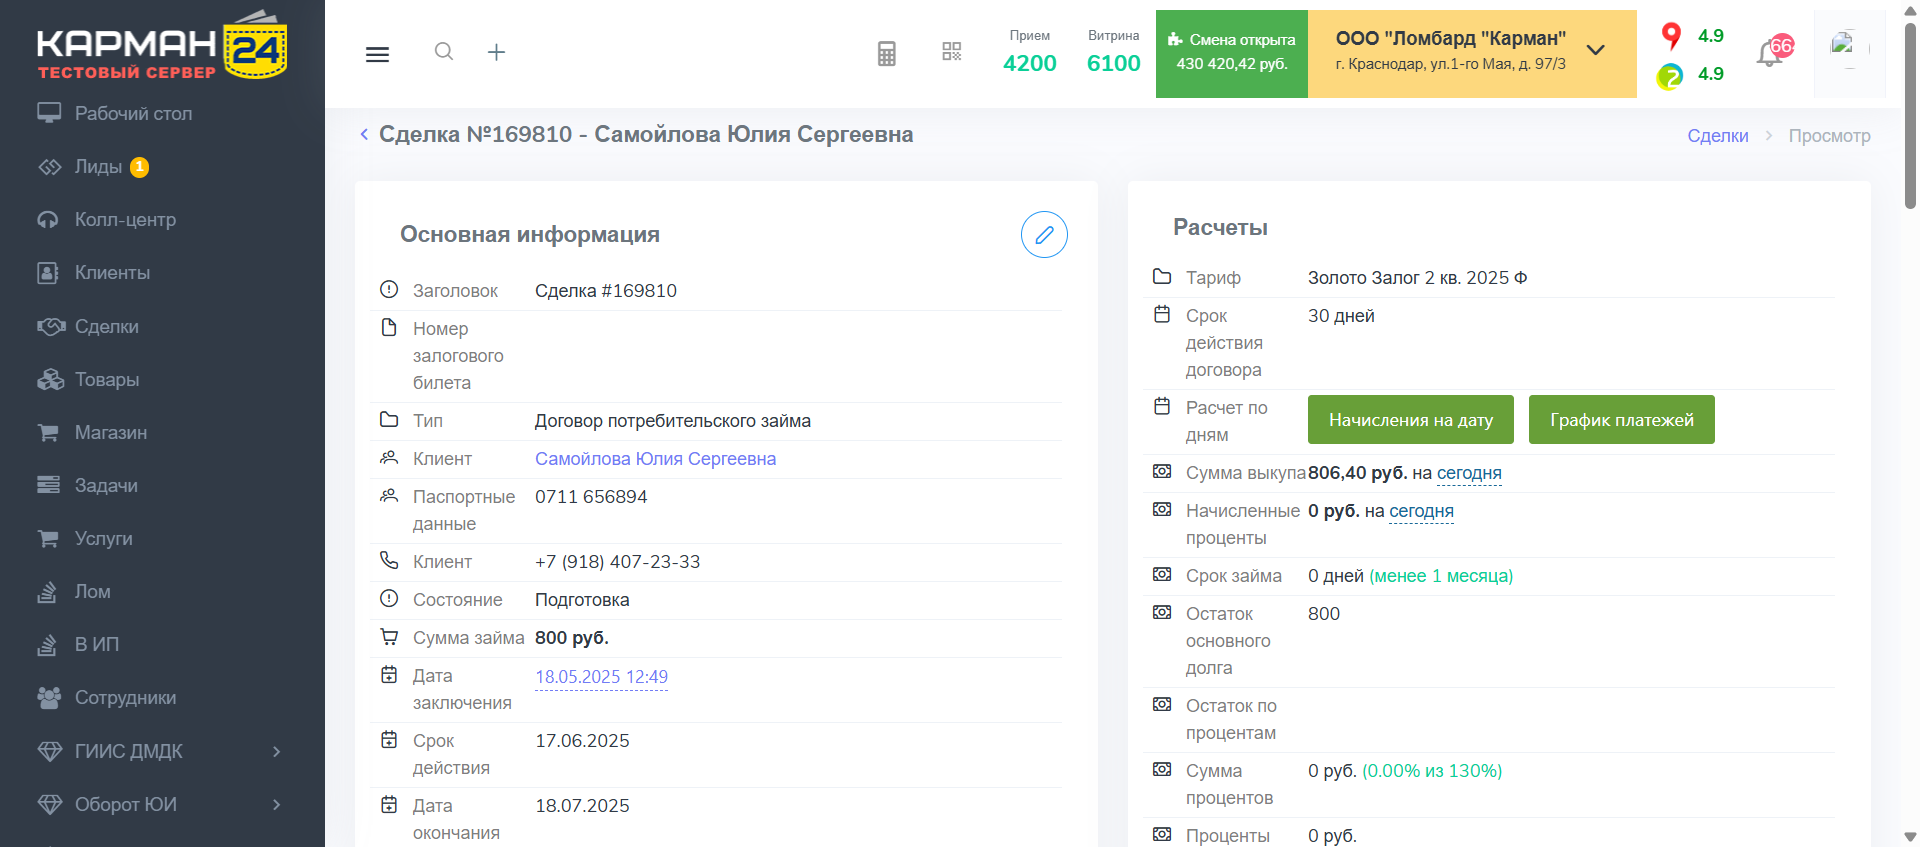 КАРМАН 24
ТЕСТОВЫЙ СЕРВЕР
Рабочий стол
Лиды 1
Колл-центр
Клиенты
Сделки
Товары
Магазин
Задачи
Услуги
Лом
В ИП
Сотрудники
ГИИС ДМДК
Оборот ЮИ
Прием
4200
Витрина
6100
Смена открыта
430 420,42 руб.
ООО "Ломбард "Карман"
г. Краснодар, ул.1-го Мая, д. 97/3
4.9
4.9
Сделка №169810 - Самойлова Юлия Сергеевна
Сделки > Просмотр
Основная информация
Заголовок Сделка #169810
Номер
залогового
билета
Тип Договор потребительского займа
Клиент Самойлова Юлия Сергеевна
Паспортные 0711 656894
данные
Клиент +7 (918) 407-23-33
Состояние Подготовка
Сумма займа 800 руб.
Дата 18.05.2025 12:49
заключения
Срок 17.06.2025
действия
Дата 18.07.2025
окончания
Расчеты
Тариф Золото Залог 2 кв. 2025 Ф
Срок 30 дней
действия
договора
Расчет по Начисления на дату График платежей
дням
Сумма выкупа 806,40 руб. на сегодня
Начисленные 0 руб. на сегодня
проценты
Срок займа 0 дней (менее 1 месяца)
Остаток 800
основного
долга
Остаток по
процентам
Сумма 0 руб. (0.00% из 130%)
процентов
Проценты 0 руб.